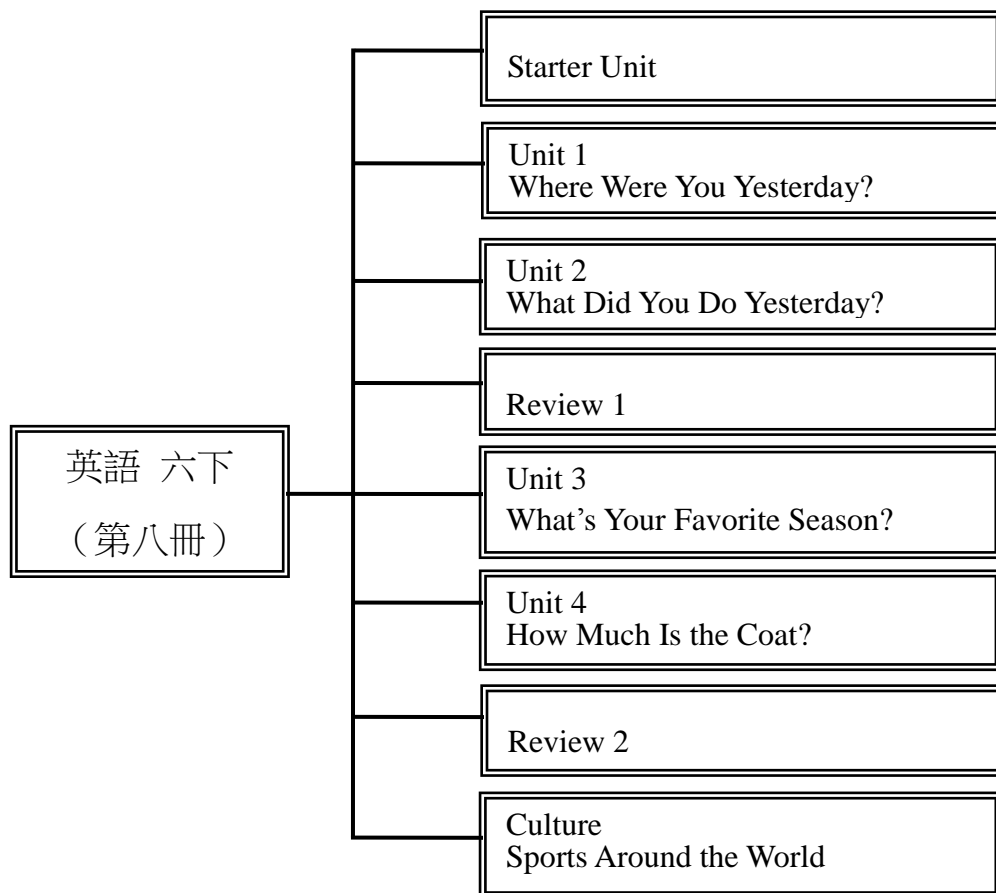 Starter Unit
Unit 1
Where Were You Yesterday?
Unit 2
What Did You Do Yesterday?
Review 1
英語 六下
（第八冊）
Unit 3
What’s Your Favorite Season?
Unit 4
How Much Is the Coat?
Review 2
Culture
Sports Around the World